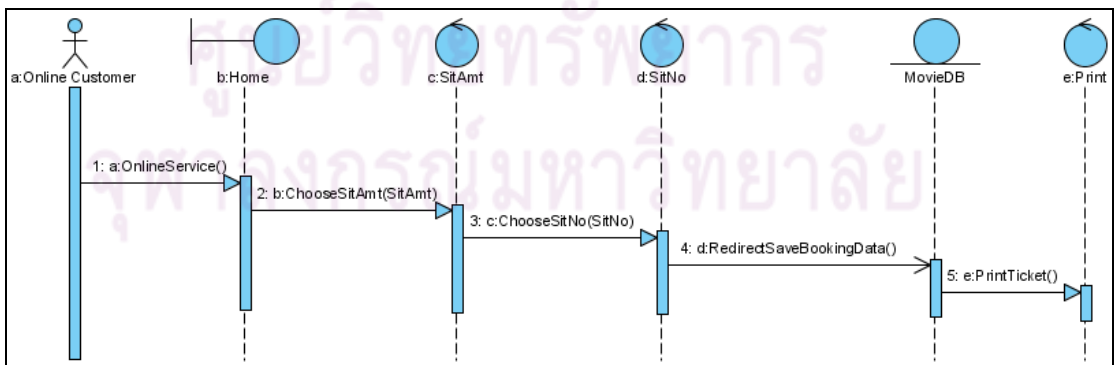 ศูนย์วิทยทรัพยากร
จุฬาลงกรณ์มหาวิทยาลัย
a:Online Customer
b:Home
c:SitAmt
d:SitNo
MovieDB
e:Print
1: a:OnlineService()
2: b:ChooseSitAmt(SitAmt)
3: c:ChooseSitNo(SitNo)
4: d:RedirectSaveBookingData()
5: e:PrintTicket()